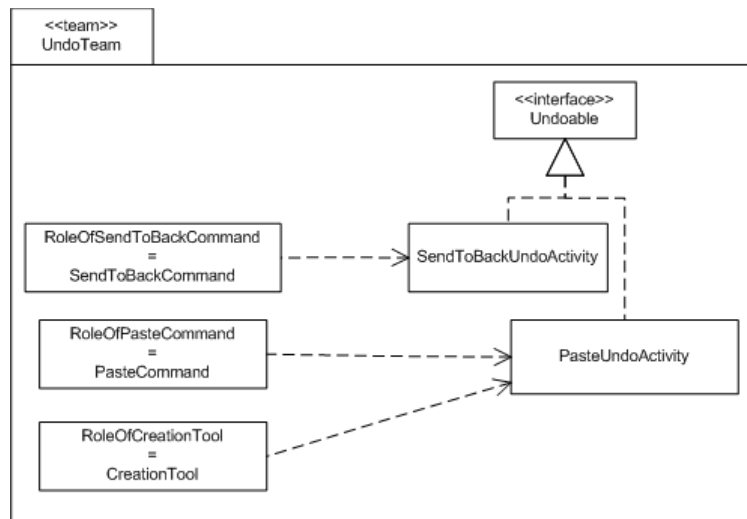 <<team>>
UndoTeam
<<interface>>
Undoable
RoleOfSendToBackCommand
=
SendToBackCommand
SendToBackUndoActivity
RoleOfPasteCommand
=
PasteCommand
PasteUndoActivity
RoleOfCreationTool
=
CreationTool